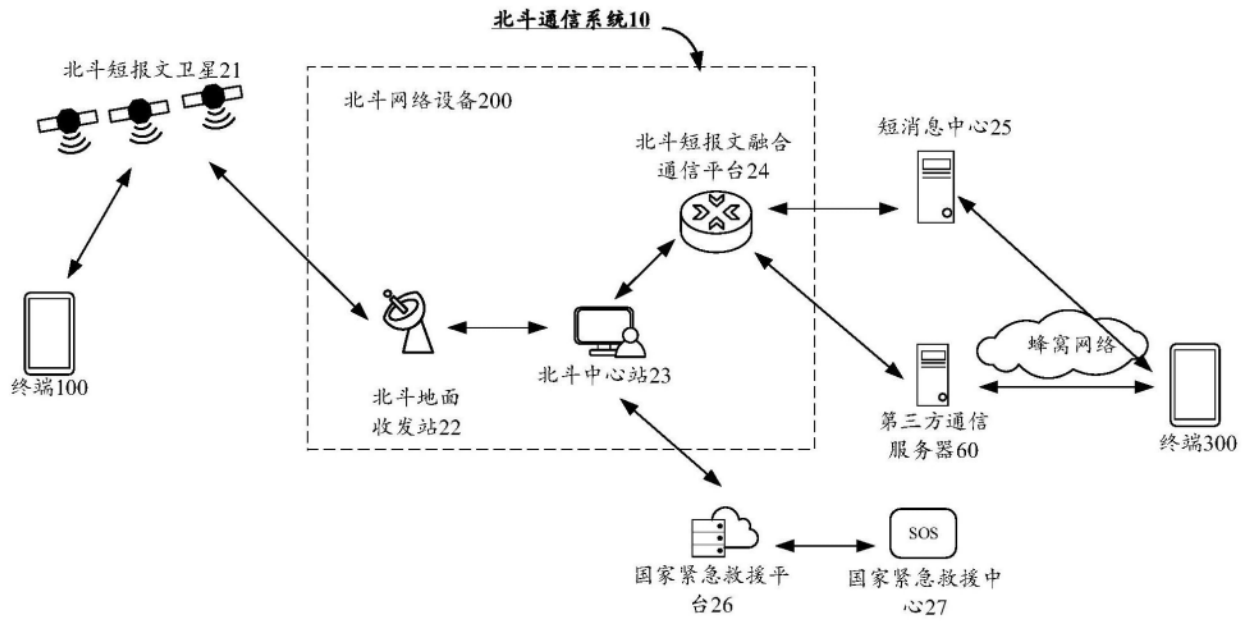 北斗通信系统10
北斗短报文卫星21
北斗网络设备200
北斗短报文融合
通信平台24
短消息中心25
蜂窝网络
终端100
北斗地面
收发站22
北斗中心站23
第三方通信
服务器60
终端300
SOS
国家紧急救援平
台26
国家紧急救援中
心27